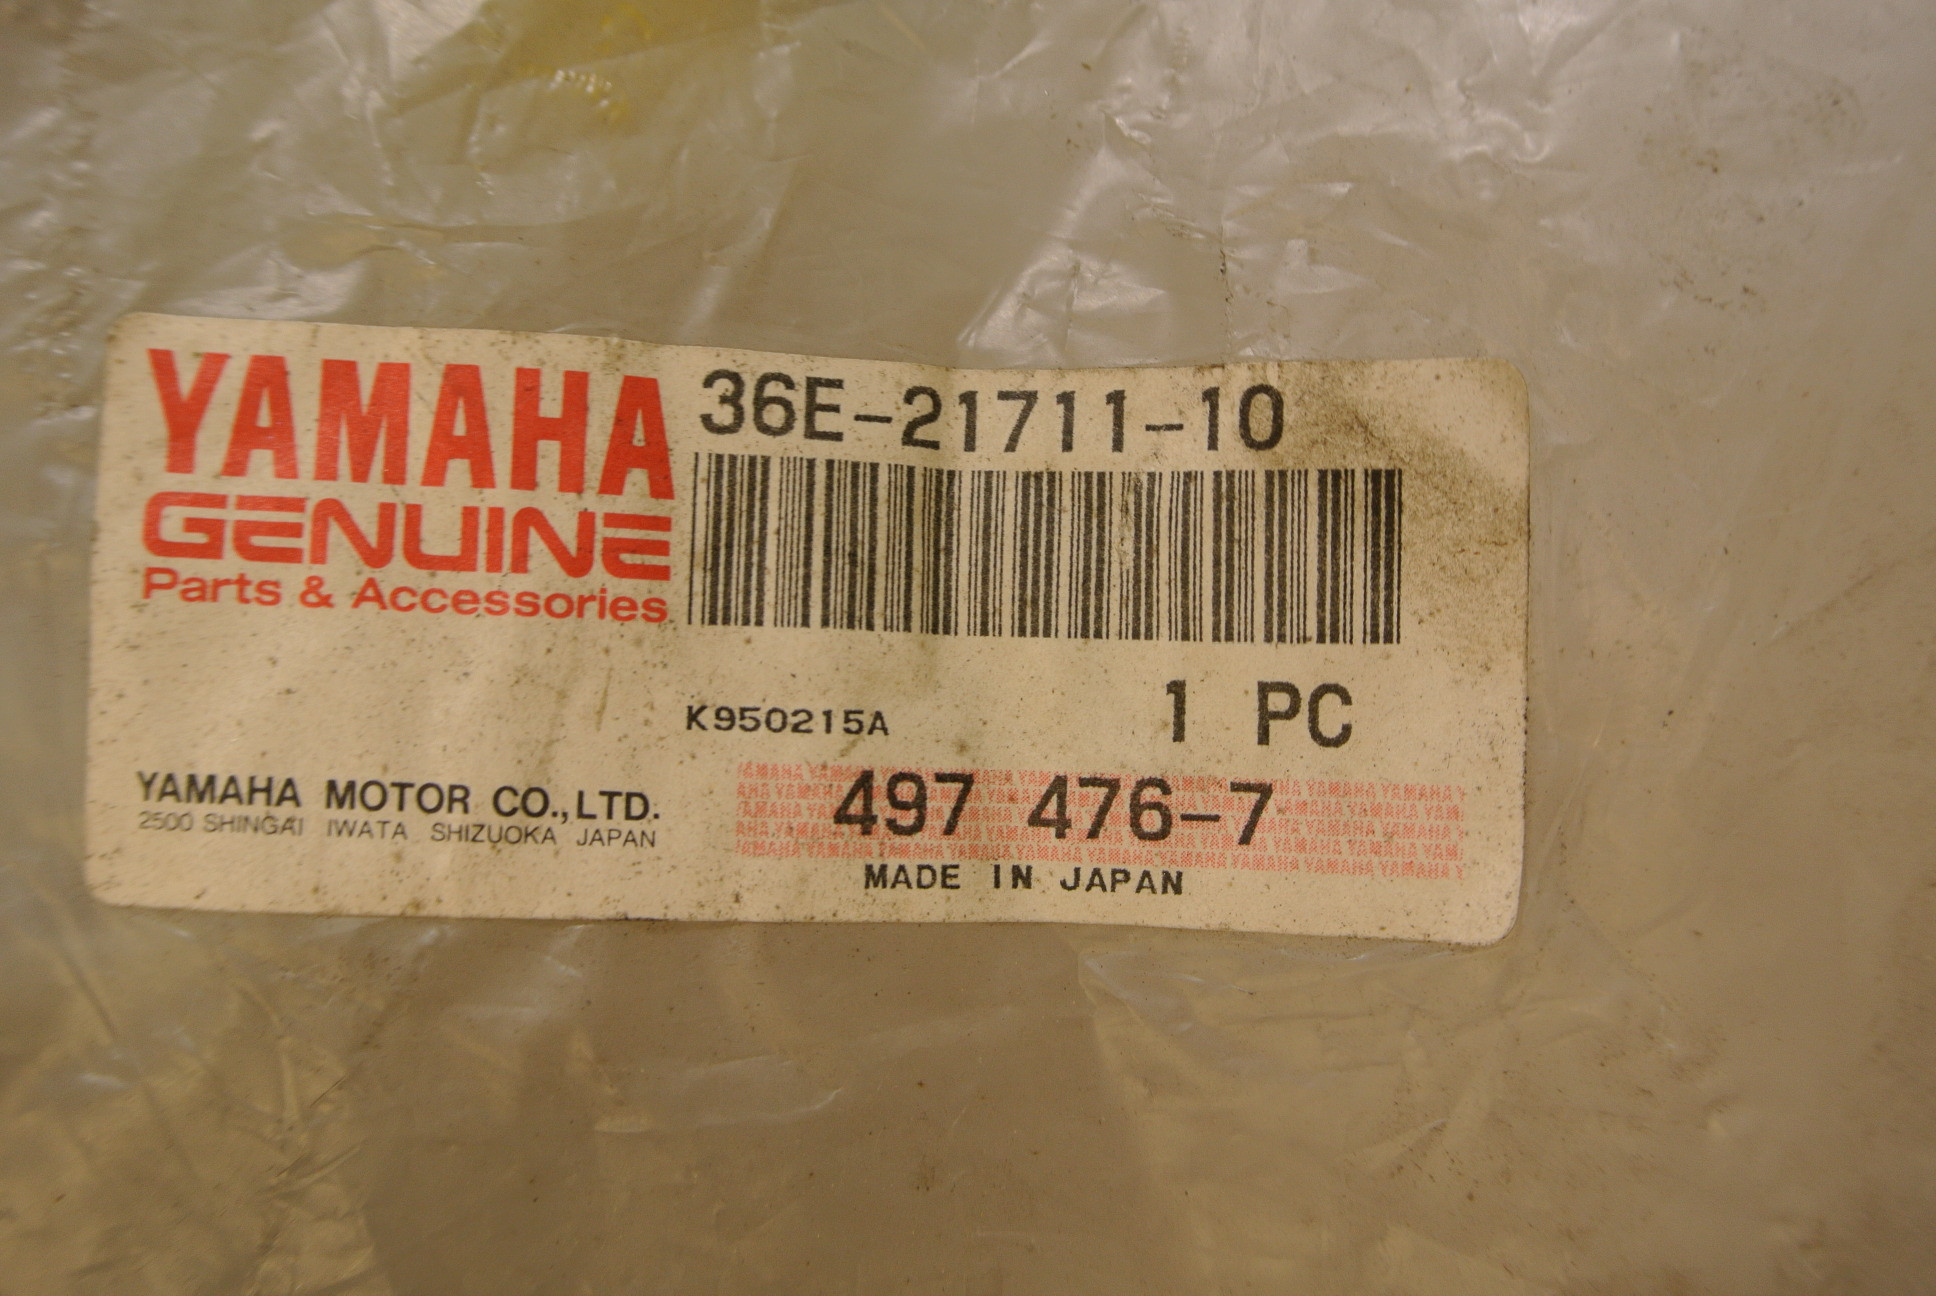 YAMAHA
GENUINE
Parts & Accessories
36E-21711-10
K950215A
1 PC
YAMAHA MOTOR CO.,LTD.
2500 SHINGAI IWATA SHIZUOKA JAPAN
497 476-7
MADE IN JAPAN